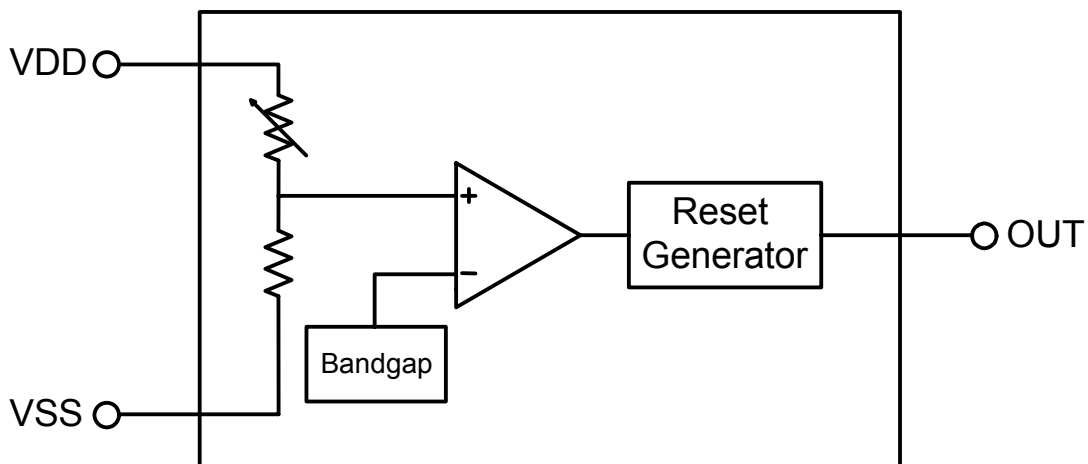 VDD
+
Reset
Generator
OUT
−
Bandgap
VSS